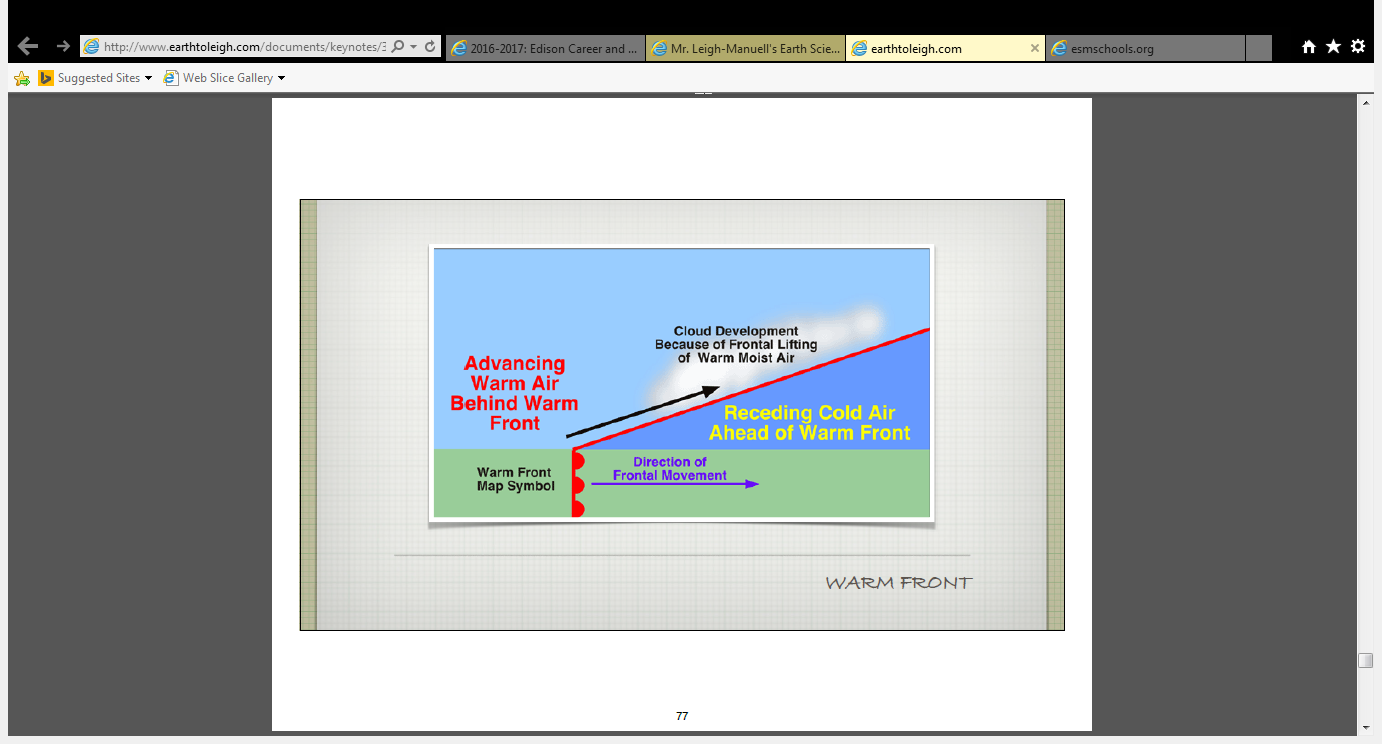 http://www.earthtoleigh.com/documents/keynotes/3
2016-2017: Edison Career and ...
Mr. Leigh-Manuell's Earth Scie...
earthtoleigh.com
esmschools.org
Suggested Sites
Web Slice Gallery
Cloud Development
Because of Frontal Lifting
of Warm Moist Air
Advancing
Warm Air
Behind Warm
Front
Receding Cold Air
Ahead of Warm Front
Warm Front
Map Symbol
Direction of
Frontal Movement
WARM FRONT
77